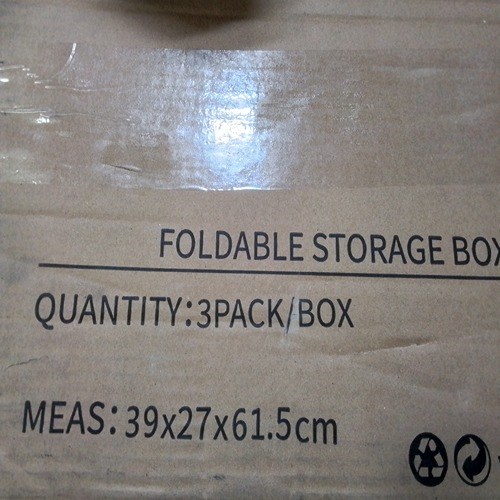 FOLDABLE STORAGE BOX
QUANTITY:3PACK/BOX
MEAS:39x27x61.5cm